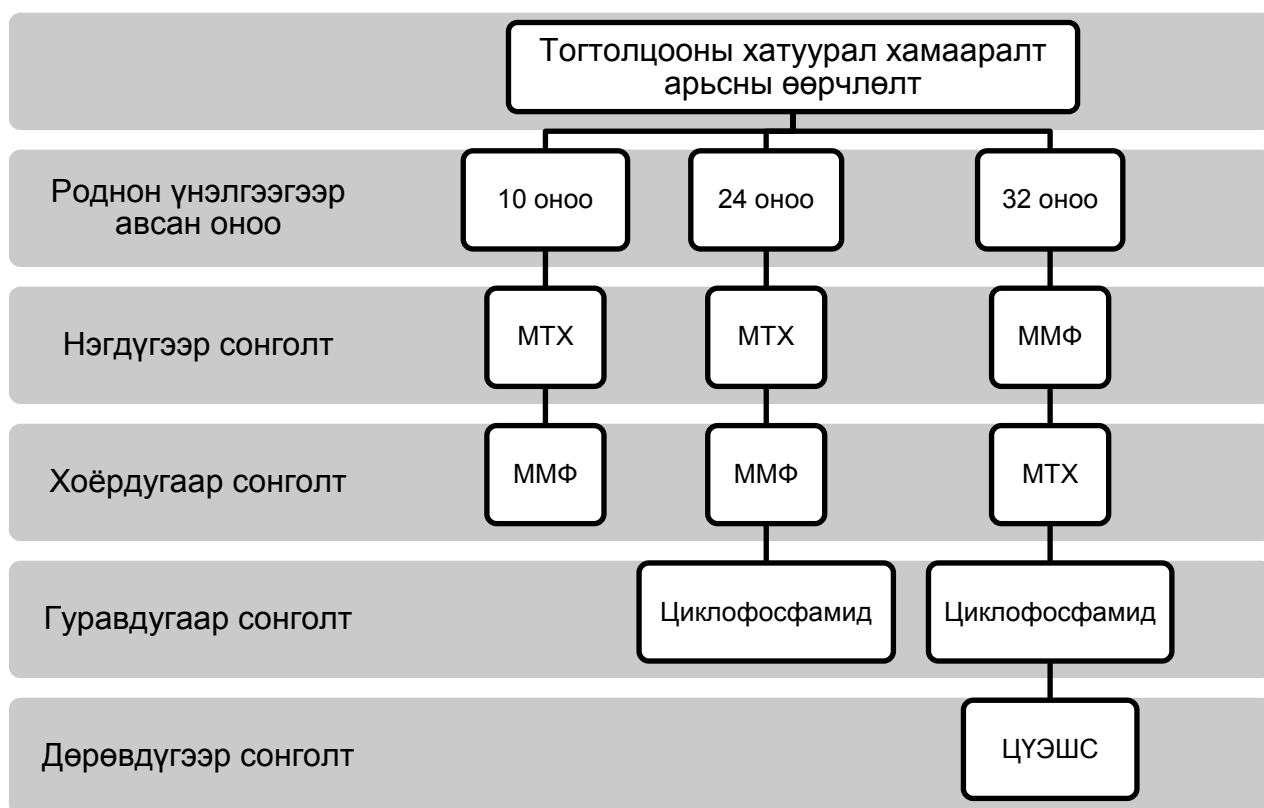 Тогтолцооны хатуурал хамааралт
арьсны өөрчлөлт
Роднон үнэлгээгээр
авсан оноо
10 оноо
24 оноо
32 оноо
Нэгдүгээр сонголт
МТХ
МТХ
ММФ
Хоёрдугаар сонголт
ММФ
ММФ
МТХ
Гуравдугаар сонголт
Циклофосфамид
Циклофосфамид
Дөрөвдүгээр сонголт
ЦҮЭШС